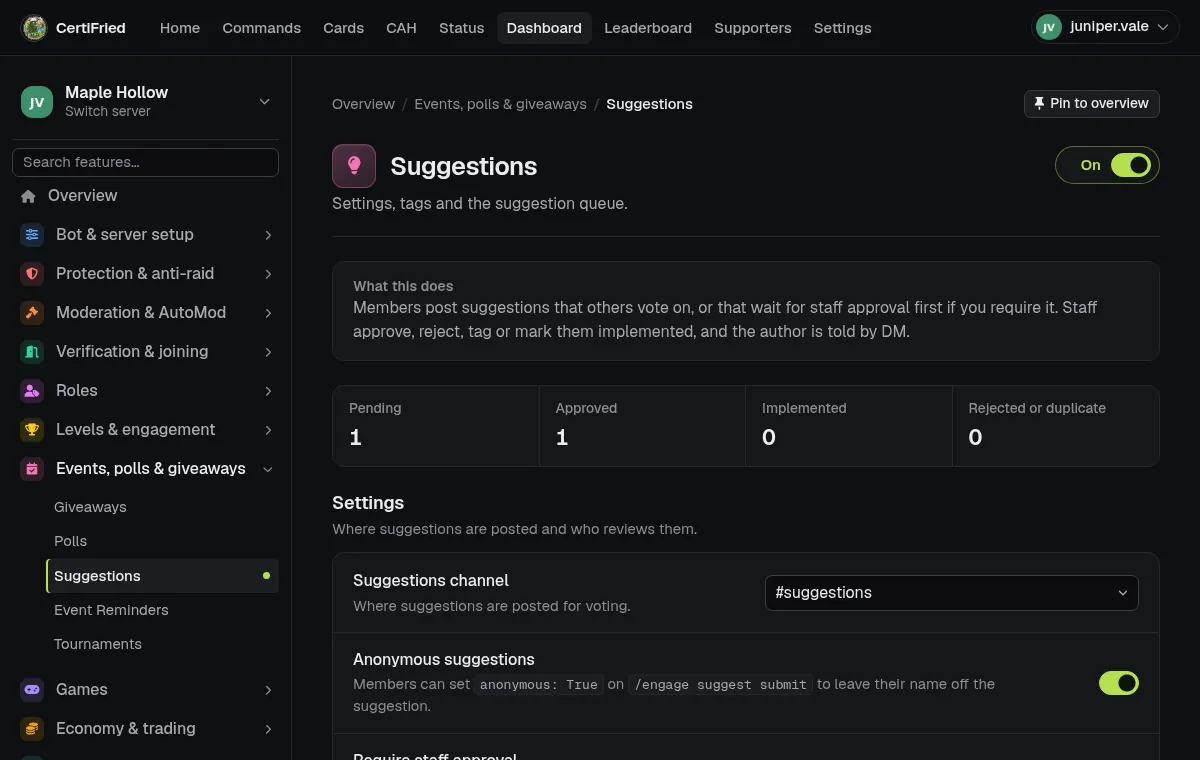 CertiFried
Home
Commands
Cards
CAH
Status
Dashboard
Leaderboard
Supporters
Settings
JV
juniper.vale
JV
Maple Hollow
Switch server
Search features...
Overview
Bot & server setup
Protection & anti-raid
Moderation & AutoMod
Verification & joining
Roles
Levels & engagement
Events, polls & giveaways
Giveaways
Polls
Suggestions
Event Reminders
Tournaments
Games
Economy & trading
Overview / Events, polls & giveaways / Suggestions
Pin to overview
Suggestions
On
Settings, tags and the suggestion queue.
What this does
Members post suggestions that others vote on, or that wait for staff approval first if you require it. Staff
approve, reject, tag or mark them implemented, and the author is told by DM.
Pending
1
Approved
1
Implemented
0
Rejected or duplicate
0
Settings
Where suggestions are posted and who reviews them.
Suggestions channel
Where suggestions are posted for voting.
#suggestions
Anonymous suggestions
Members can set anonymous: True on /engage suggest submit to leave their name off the
suggestion.
Require staff approval